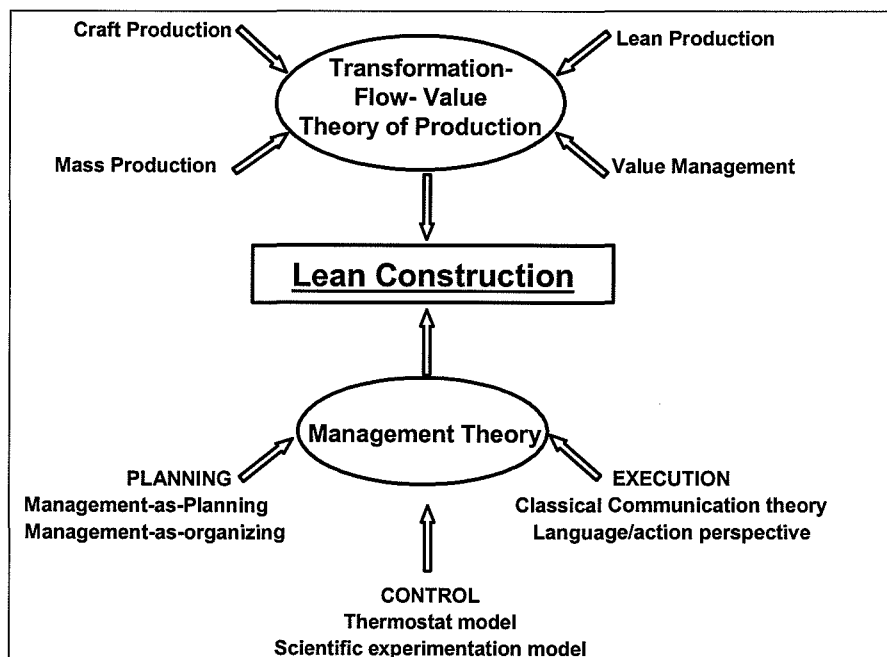 Craft Production
Lean Production
Transformation-
Flow- Value
Theory of Production
Mass Production
Value Management
Lean Construction
Management Theory
PLANNING
Management-as-Planning
Management-as-organizing
EXECUTION
Classical Communication theory
Language/action perspective
CONTROL
Thermostat model
Scientific experimentation model